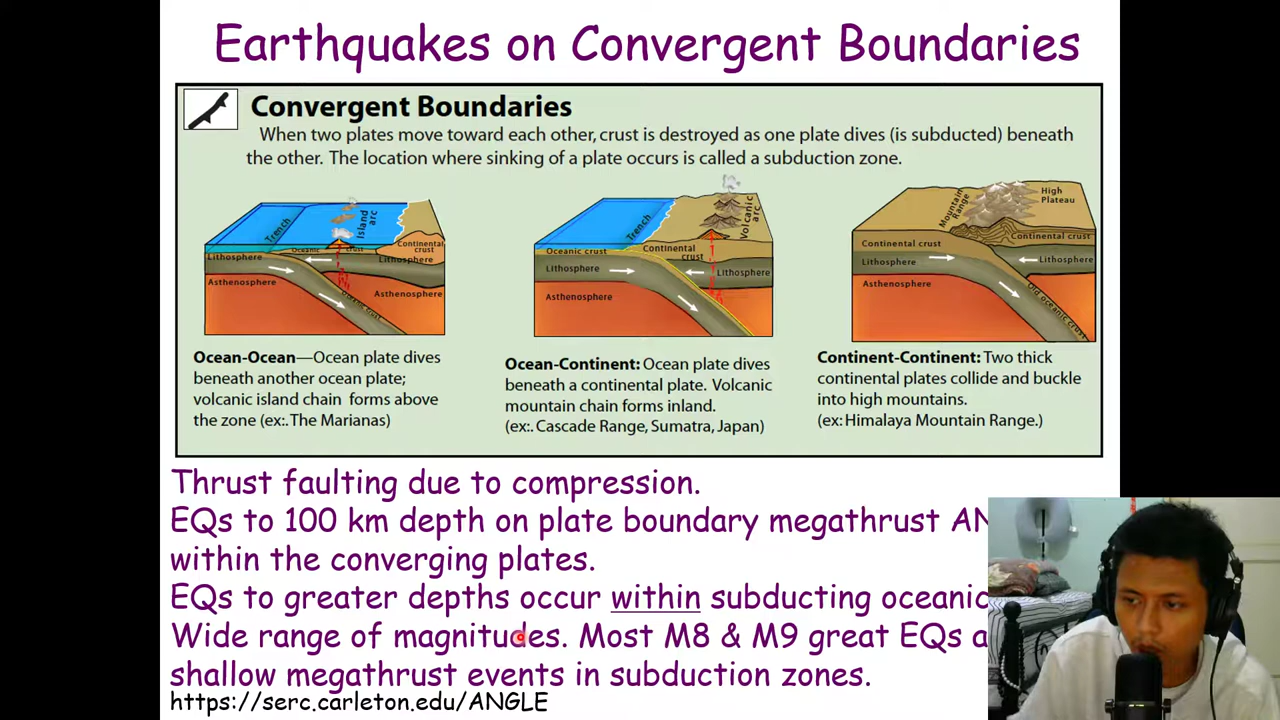 Earthquakes on Convergent Boundaries
Convergent Boundaries
When two plates move toward each other, crust is destroyed as one plate dives (is subducted) beneath
the other. The location where sinking of a plate occurs is called a subduction zone.
Trench
Island
arc
Oceanic crust
Continental
crust
Lithosphere
Lithosphere
Asthenosphere
Asthenosphere
Oceanic crust
Trench
Volcanic
arc
Oceanic crust
Continental
crust
Lithosphere
Lithosphere
Asthenosphere
Mountain
Range
High
Plateau
Continental crust
Continental crust
Lithosphere
Lithosphere
Asthenosphere
Old oceanic crust
Ocean-Ocean—Ocean plate dives
beneath another ocean plate;
volcanic island chain forms above
the zone (ex:. The Marianas)
Ocean-Continent: Ocean plate dives
beneath a continental plate. Volcanic
mountain chain forms inland.
(ex:. Cascade Range, Sumatra, Japan)
Continent-Continent: Two thick
continental plates collide and buckle
into high mountains.
(ex: Himalaya Mountain Range.)
Thrust faulting due to compression.
EQs to 100 km depth on plate boundary megathrust
within the converging plates.
EQs to greater depths occur within subducting oceanic
Wide range of magnitudes. Most M8 & M9 great EQs
shallow megathrust events in subduction zones.
https://serc.carleton.edu/ANGLE